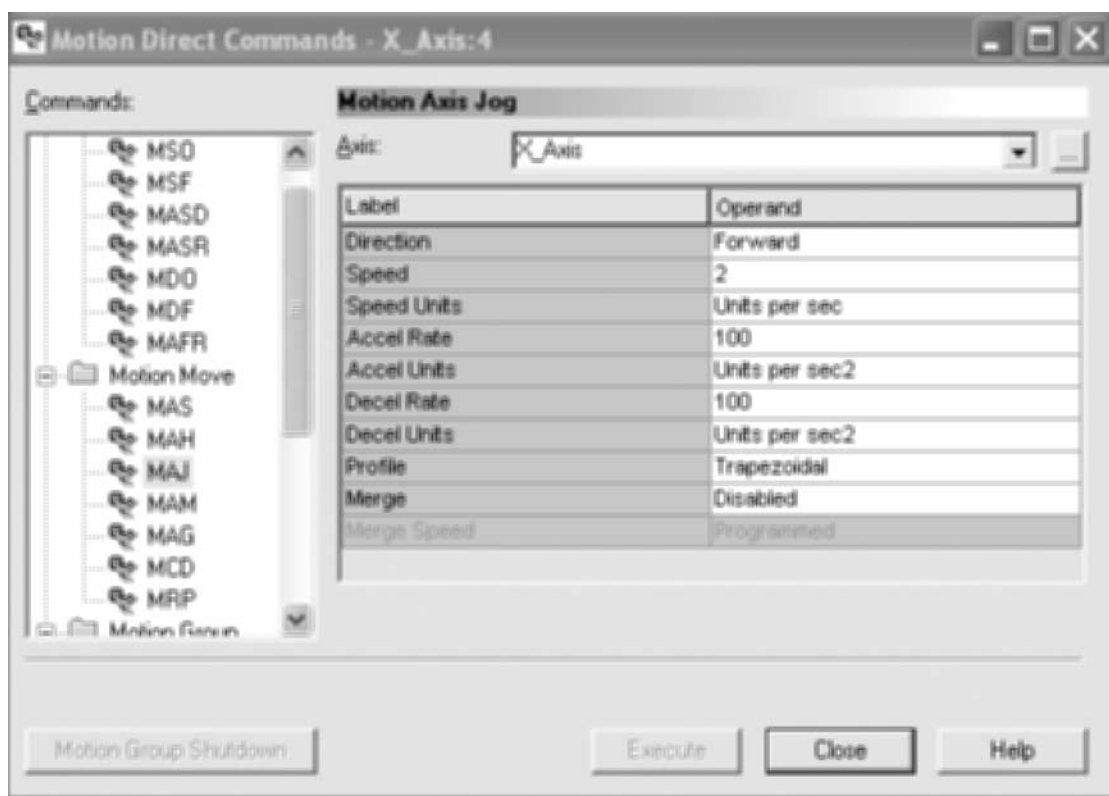 Motion Direct Commands - X_Axis:4
Commands:
MSO
MSF
MASD
MASR
MDO
MDF
MAFR
Motion Move
MAS
MAH
MAJ
MAM
MAG
MCD
MRP
Motion Group
Motion Axis Jog
Axis: X_Axis ...
Label Operand
Direction Forward
Speed 2
Speed Units Units per sec
Accel Rate 100
Accel Units Units per sec2
Decel Rate 100
Decel Units Units per sec2
Profile Trapezoidal
Merge Disabled
Merge Speed Programmed
Motion Group Shutdown Execute Close Help